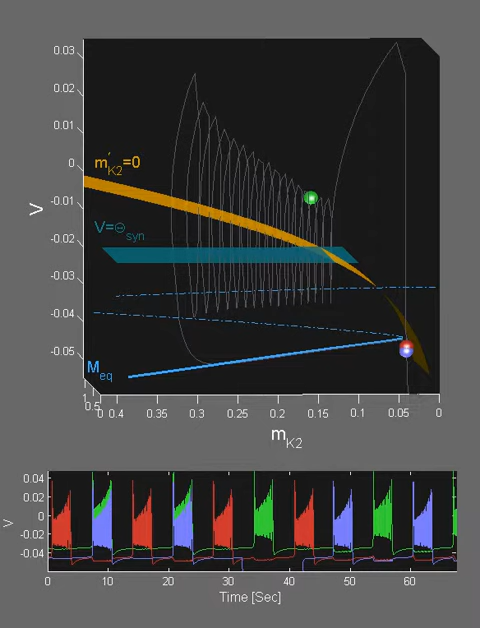 0.03
0.02
0.01
0
-0.01
-0.02
-0.03
-0.04
-0.05
V
m'K2=0
V=Θsyn
Meq
1
0.5
0 0.4 0.35 0.3 0.25 0.2 0.15 0.1 0.05 0
mK2
0.04
0.02
0
-0.02
-0.04
V
0 10 20 30 40 50 60
Time [Sec]